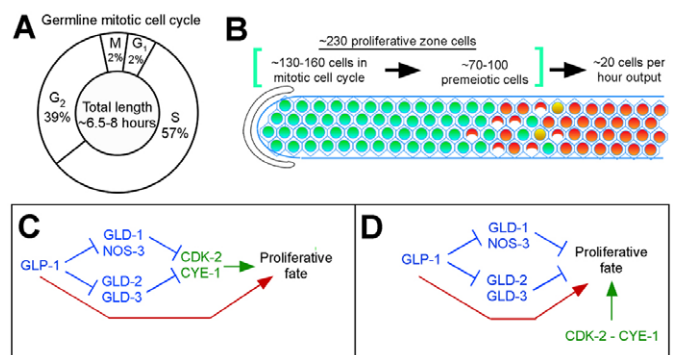 A
Germline mitotic cell cycle
M
2%
G1
2%
G2
39%
Total length
~6.5-8 hours
S
57%
B
~230 proliferative zone cells
~130-160 cells in
mitotic cell cycle
~70-100
premeiotic cells
~20 cells per
hour output
C
GLP-1
GLD-1
NOS-3
GLD-2
GLD-3
CDK-2
CYE-1
Proliferative
fate
D
GLP-1
GLD-1
NOS-3
GLD-2
GLD-3
Proliferative
fate
CDK-2 - CYE-1